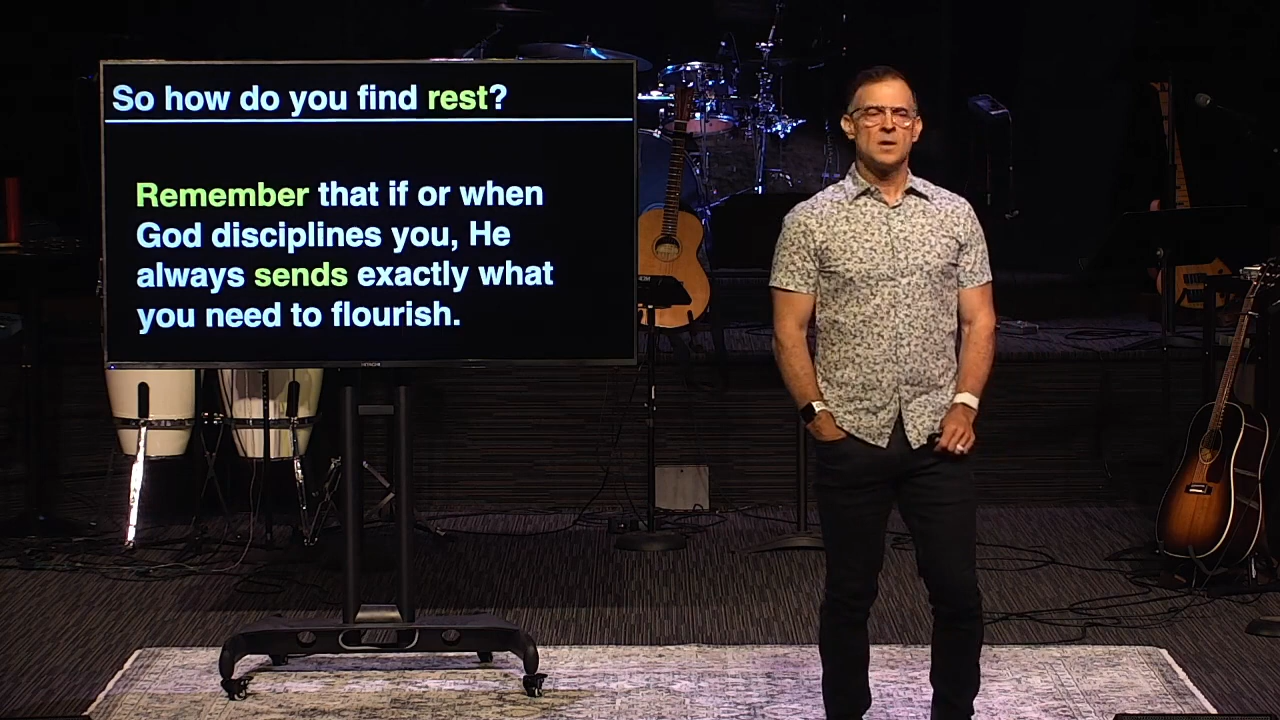 So how do you find rest?
Remember that if or when
God disciplines you, He
always sends exactly what
you need to flourish.
HITACHI